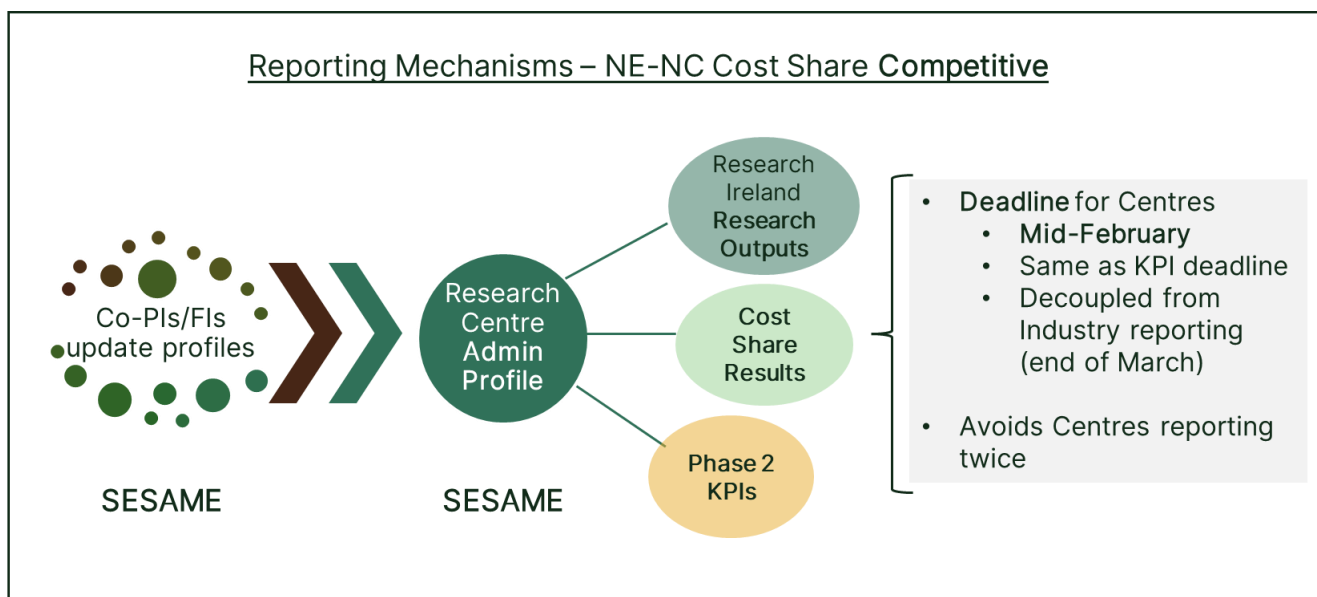 Reporting Mechanisms – NE-NC Cost Share Competitive
Co-PIs/FIs
update profiles
SESAME
Research
Centre
Admin
Profile
SESAME
Research
Ireland
Research
Outputs
Cost
Share
Results
Phase 2
KPIs
• Deadline for Centres
• Mid-February
• Same as KPI deadline
• Decoupled from
Industry reporting
(end of March)
• Avoids Centres reporting
twice